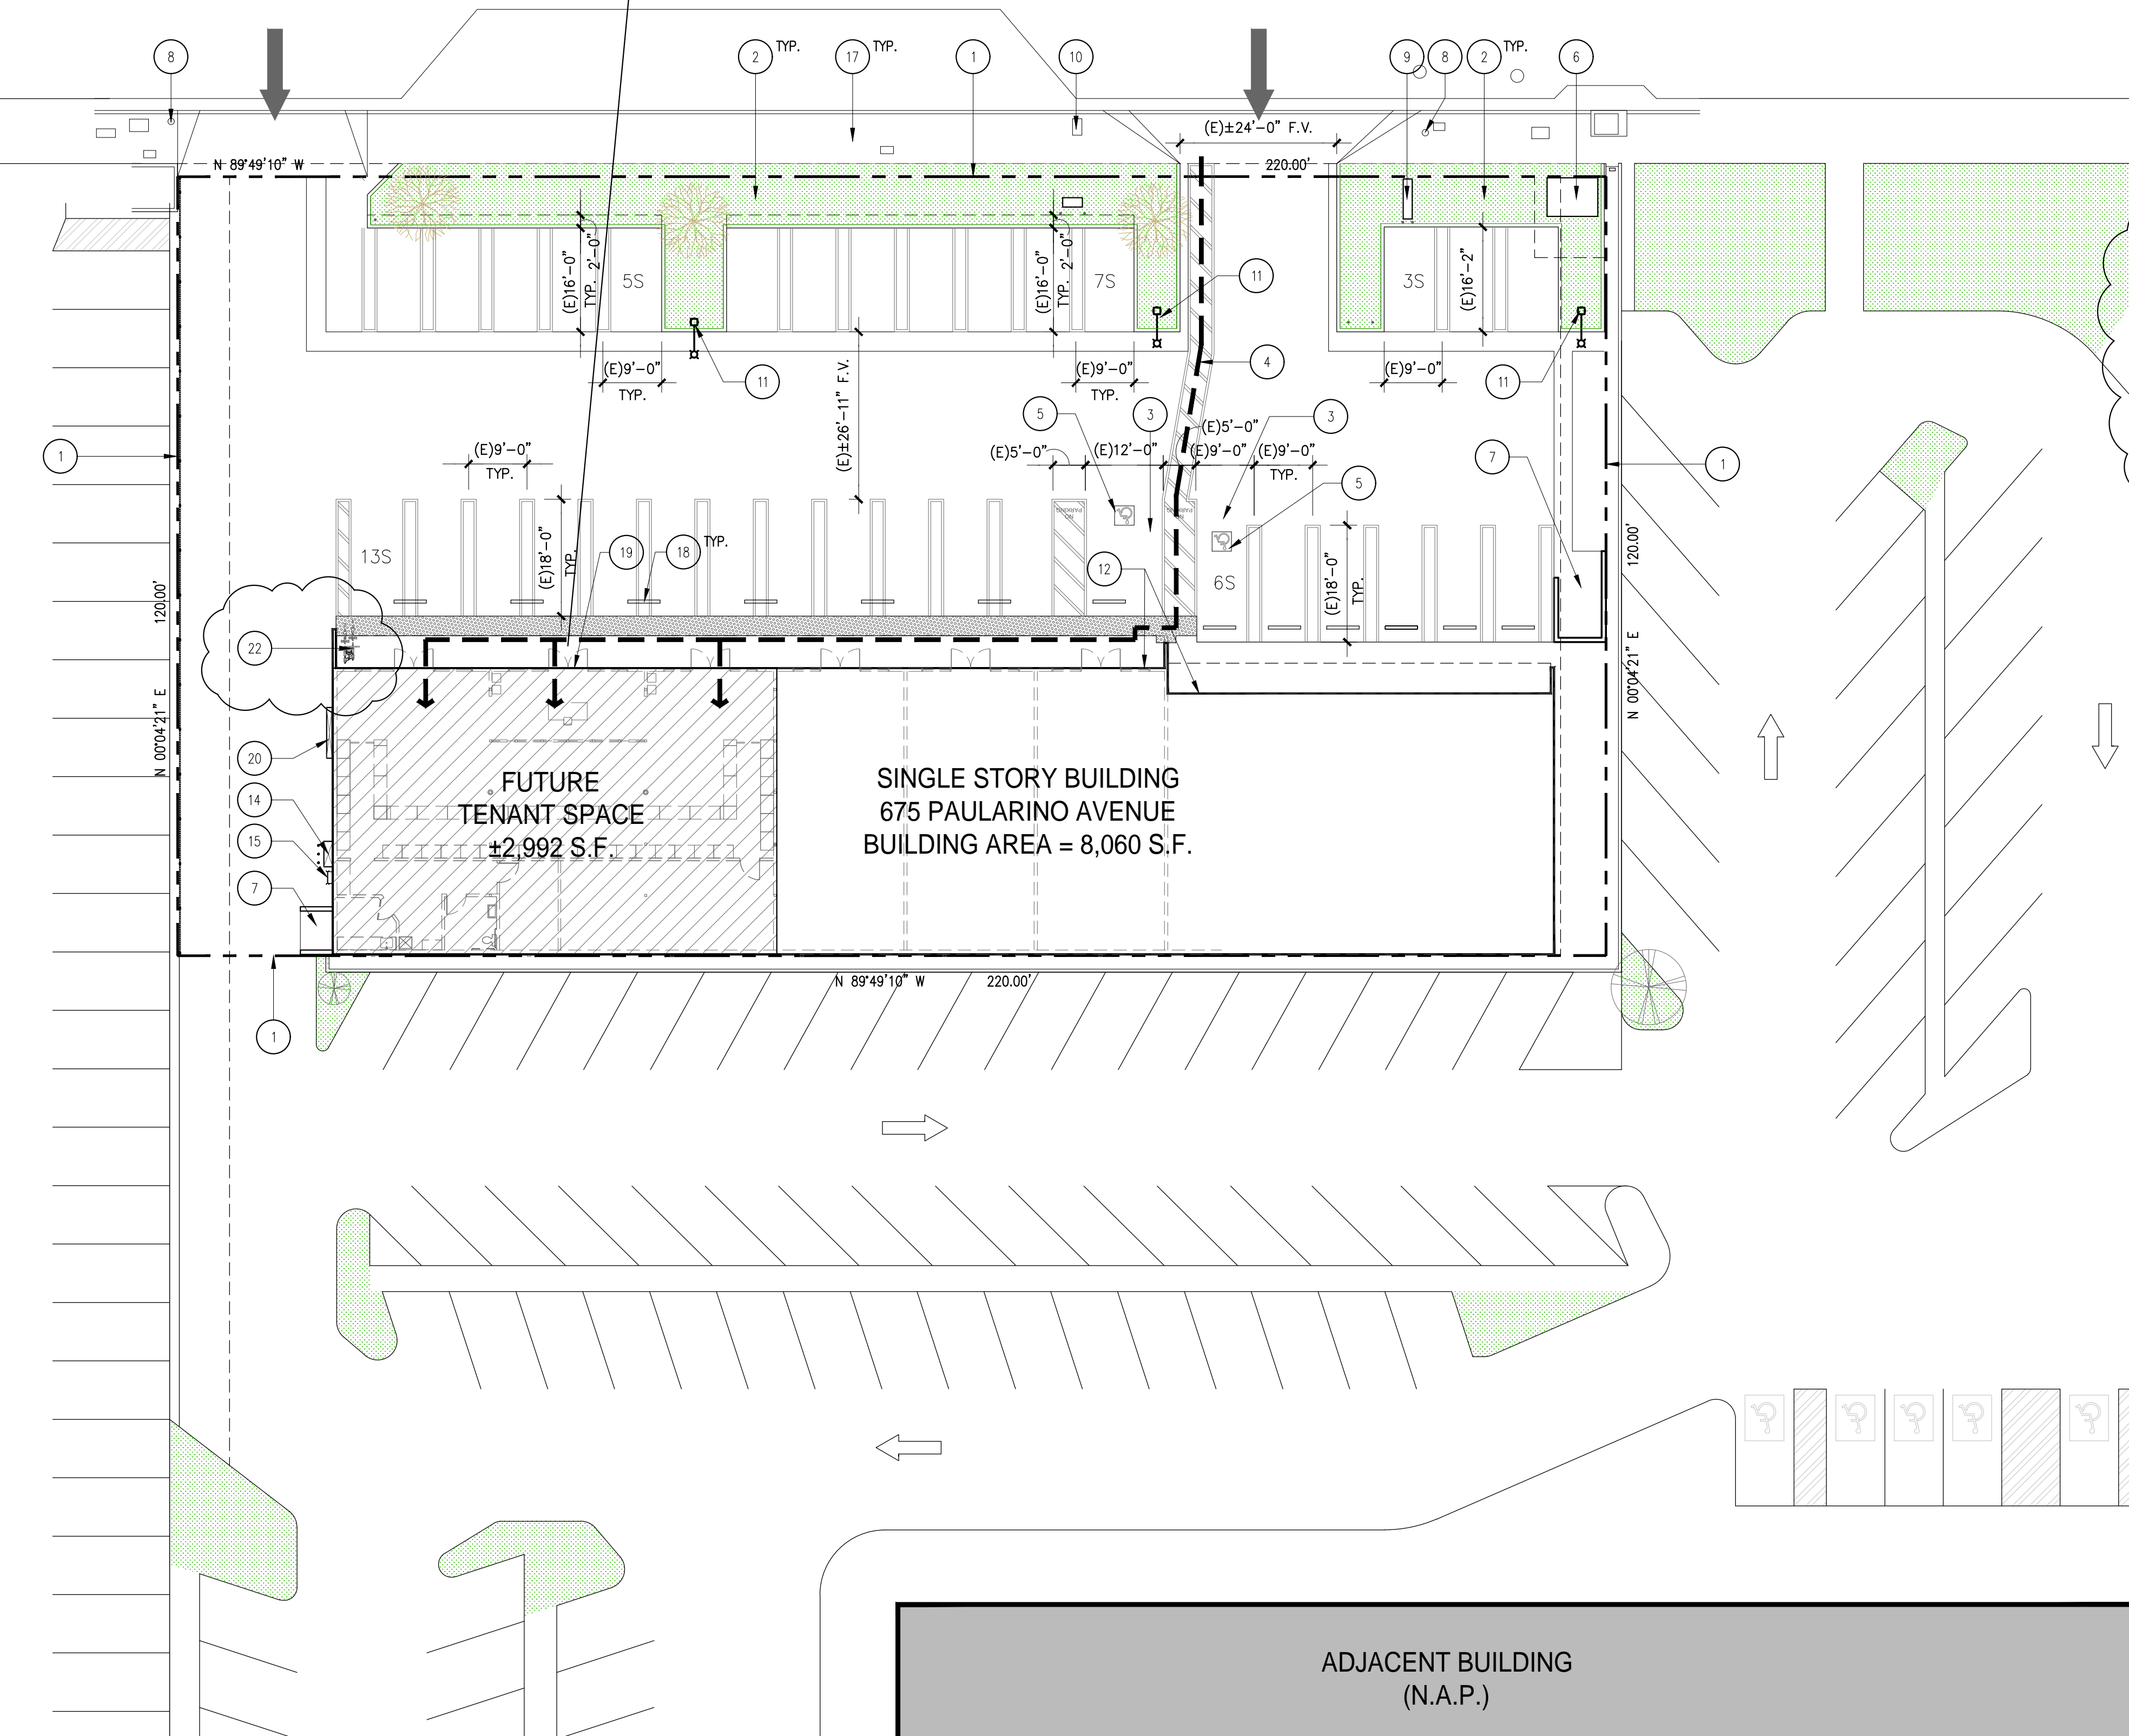 8
2 TYP.
17 TYP.
1
10
9
8
2 TYP.
6
(E)±24'-0" F.V.
N 89°49'10" W
220.00'
(E)16'-0"
TYP. 2'-0"
5S
(E)16'-0"
TYP. 2'-0"
7S
11
3S
(E)16'-2"
4
(E)9'-0"
TYP.
11
(E)±26'-11" F.V.
(E)9'-0"
TYP.
(E)9'-0"
11
5
3
3
(E)5'-0"
1
(E)9'-0"
TYP.
(E)5'-0"
(E)12'-0"
(E)9'-0"
(E)9'-0"
TYP.
7
1
5
NO
PARKING
NO
PARKING
13S
(E)18'-0"
TYP.
19
18 TYP.
12
6S
(E)18'-0"
TYP.
120.00'
N 00°04'21" E
120.00'
N 00°04'21" E
22
20
14
15
7
FUTURE
TENANT SPACE
±2,992 S.F.
SINGLE STORY BUILDING
675 PAULARINO AVENUE
BUILDING AREA = 8,060 S.F.
N 89°49'10" W
220.00'
1
ADJACENT BUILDING
(N.A.P.)